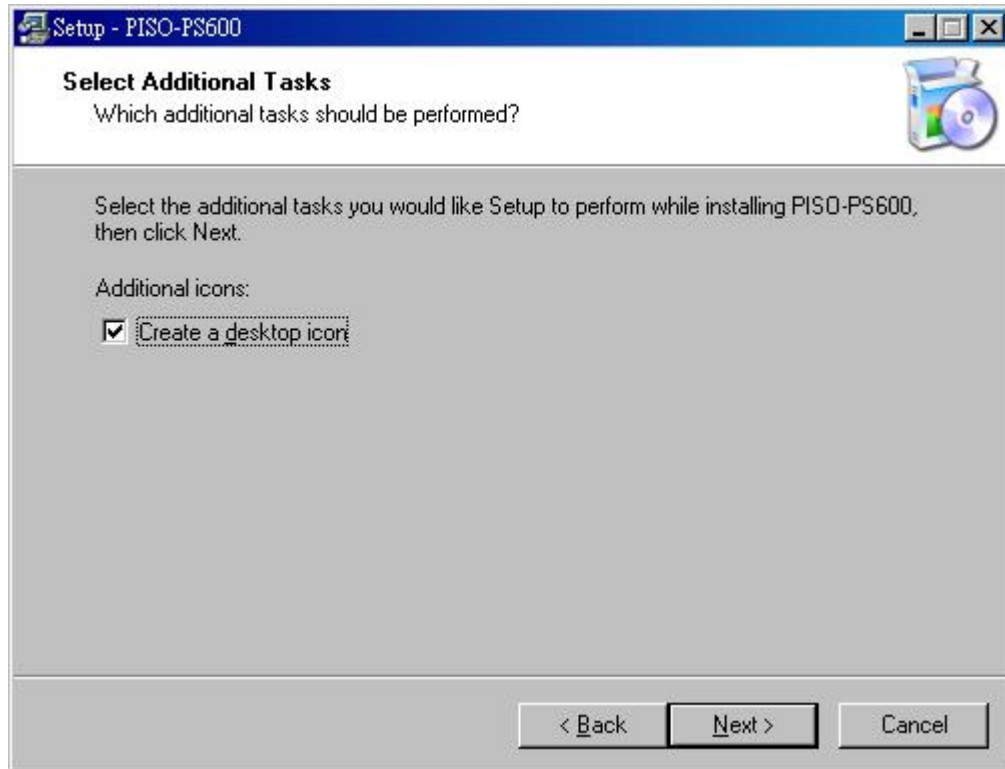 Setup - PISO-PS600
Select Additional Tasks
Which additional tasks should be performed?
Select the additional tasks you would like Setup to perform while installing PISO-PS600,
then click Next.
Additional icons:
Create a desktop icon
< Back
Next >
Cancel